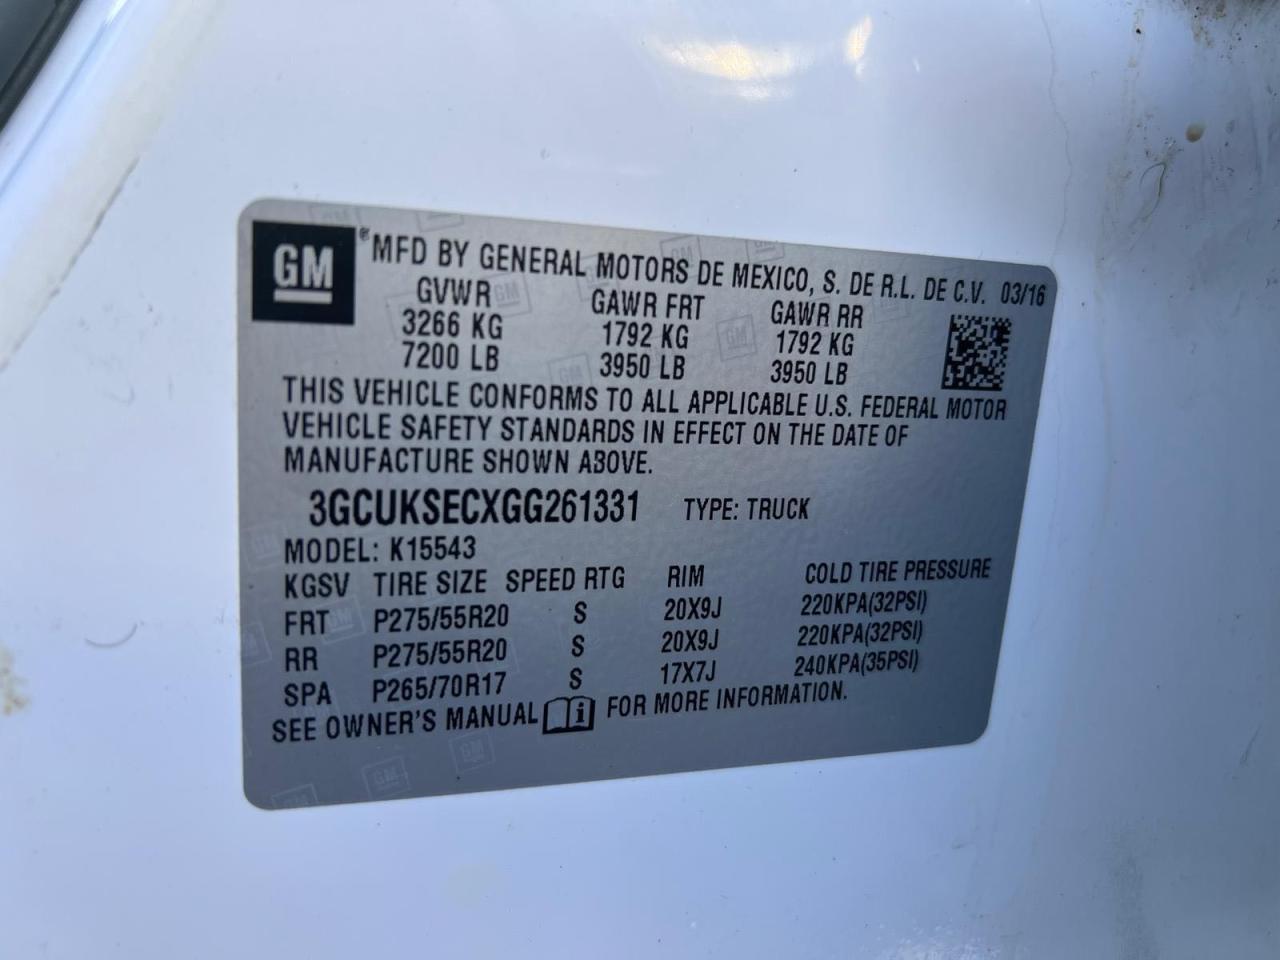 GM
® MFD BY GENERAL MOTORS DE MEXICO, S. DE R.L. DE C.V. 03/16
GVWR GAWR FRT GAWR RR
3266 KG 1792 KG 1792 KG
7200 LB 3950 LB 3950 LB
THIS VEHICLE CONFORMS TO ALL APPLICABLE U.S. FEDERAL MOTOR
VEHICLE SAFETY STANDARDS IN EFFECT ON THE DATE OF
MANUFACTURE SHOWN ABOVE.
3GCUKSECXGG261331 TYPE: TRUCK
MODEL: K15543
KGSV TIRE SIZE SPEED RTG RIM COLD TIRE PRESSURE
FRT P275/55R20 S 20X9J 220KPA(32PSI)
RR P275/55R20 S 20X9J 220KPA(32PSI)
SPA P265/70R17 S 17X7J 240KPA(35PSI)
SEE OWNER'S MANUAL i FOR MORE INFORMATION.